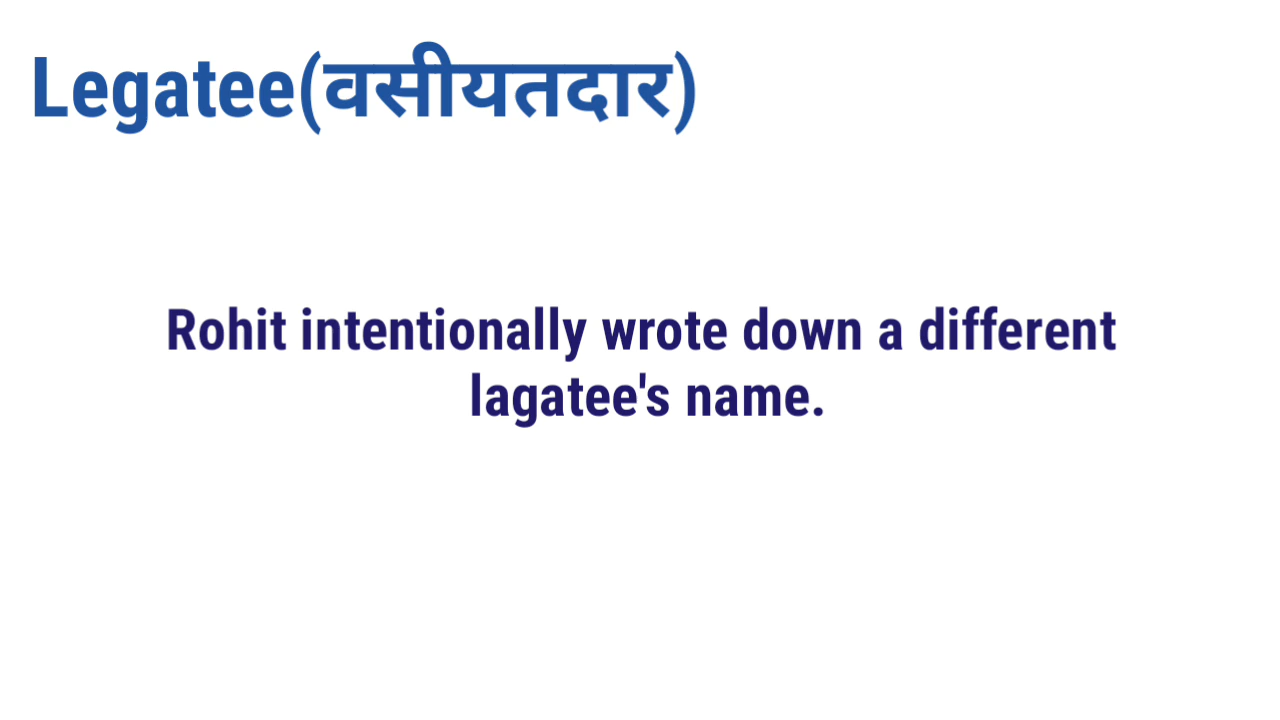 Legatee(वसीयतदार)
Rohit intentionally wrote down a different
lagatee's name.